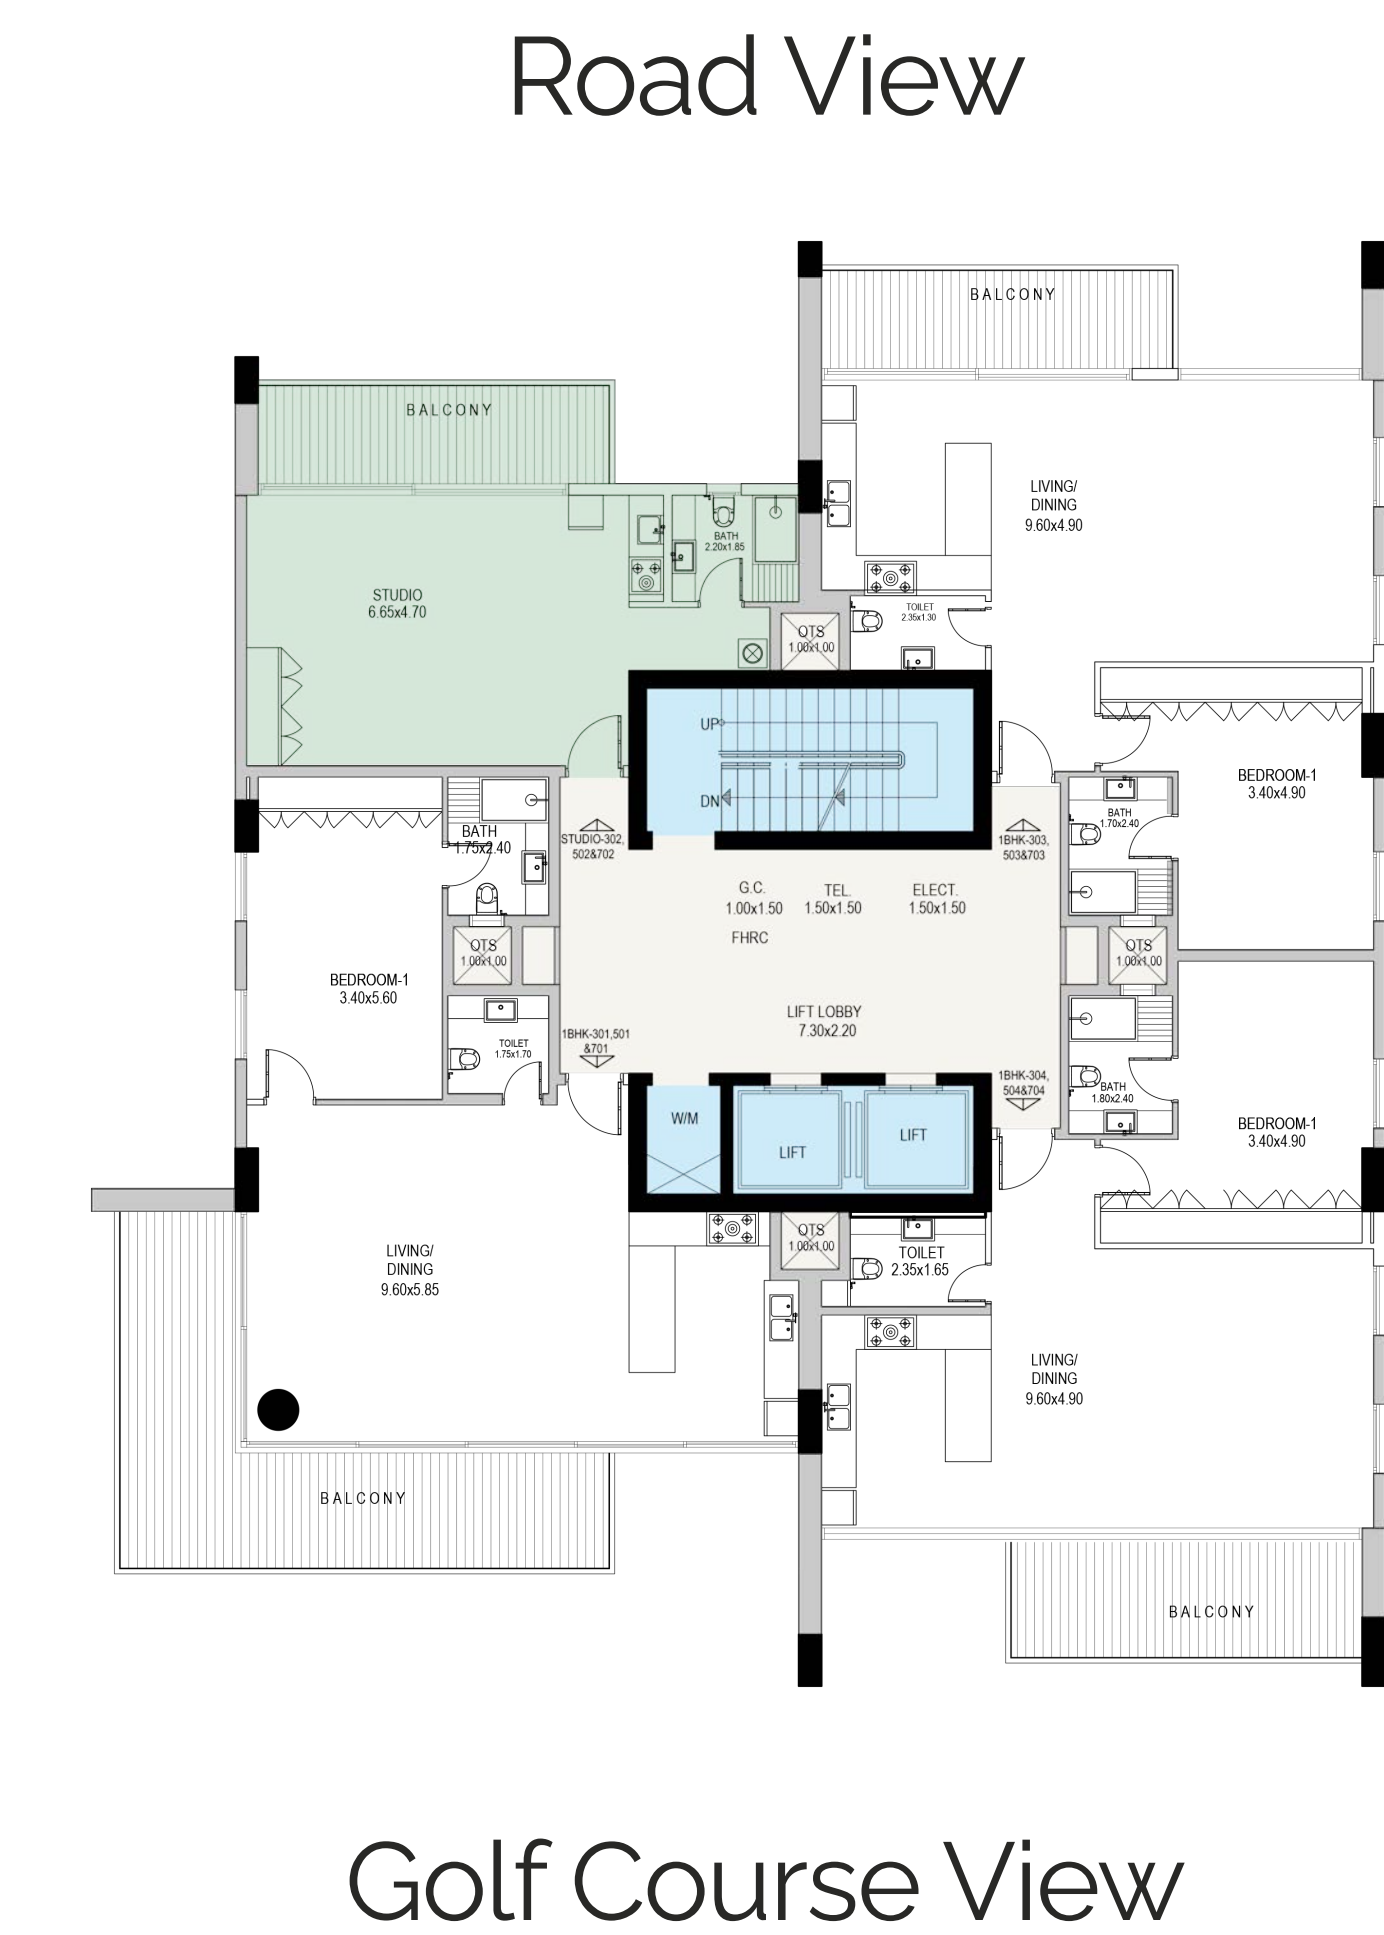 Road View
BALCONY
LIVING/
DINING
9.60x4.90
BALCONY
STUDIO
6.65x4.70
BATH
2.20x1.85
OTS
1.00x1.00
TOILET
2.35x1.30
UP
DN
BEDROOM-1
3.40x4.90
BATH
1.75x2.40
STUDIO-302,
502&702
1BHK-303,
503&703
BATH
1.70x2.40
G.C.
1.00x1.50
TEL.
1.50x1.50
ELECT.
1.50x1.50
FHRC
OTS
1.00x1.00
OTS
1.00x1.00
BEDROOM-1
3.40x5.60
LIFT LOBBY
7.30x2.20
TOILET
1.75x1.70
1BHK-301,501
&701
1BHK-304,
504&704
BATH
1.80x2.40
BEDROOM-1
3.40x4.90
W/M
LIFT
LIFT
LIVING/
DINING
9.60x5.85
OTS
1.00x1.00
TOILET
2.35x1.65
LIVING/
DINING
9.60x4.90
BALCONY
BALCONY
Golf Course View